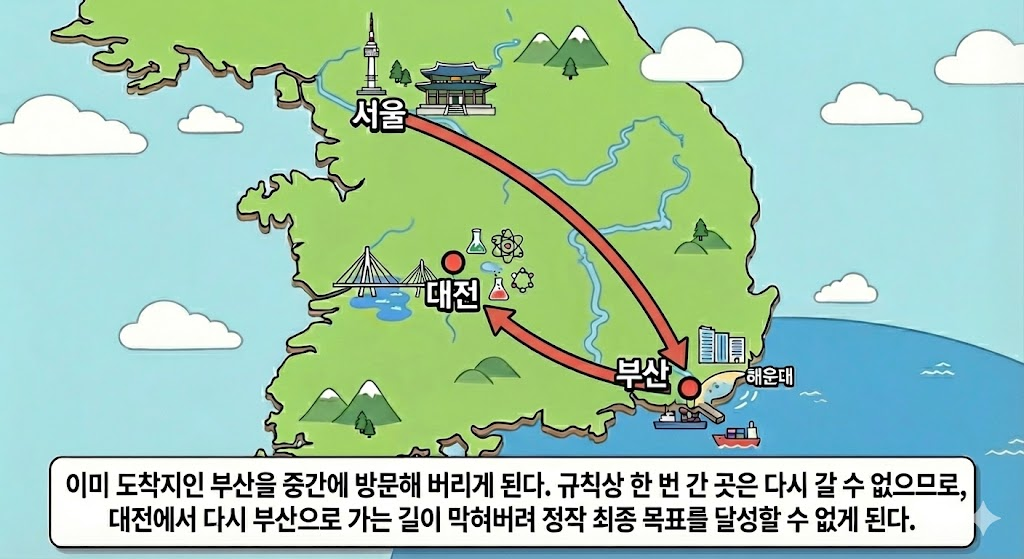 서울
대전
부산
해운대
이미 도착지인 부산을 중간에 방문해 버리게 된다. 규칙상 한 번 간 곳은 다시 갈 수 없으므로,
대전에서 다시 부산으로 가는 길이 막혀버려 정작 최종 목표를 달성할 수 없게 된다.